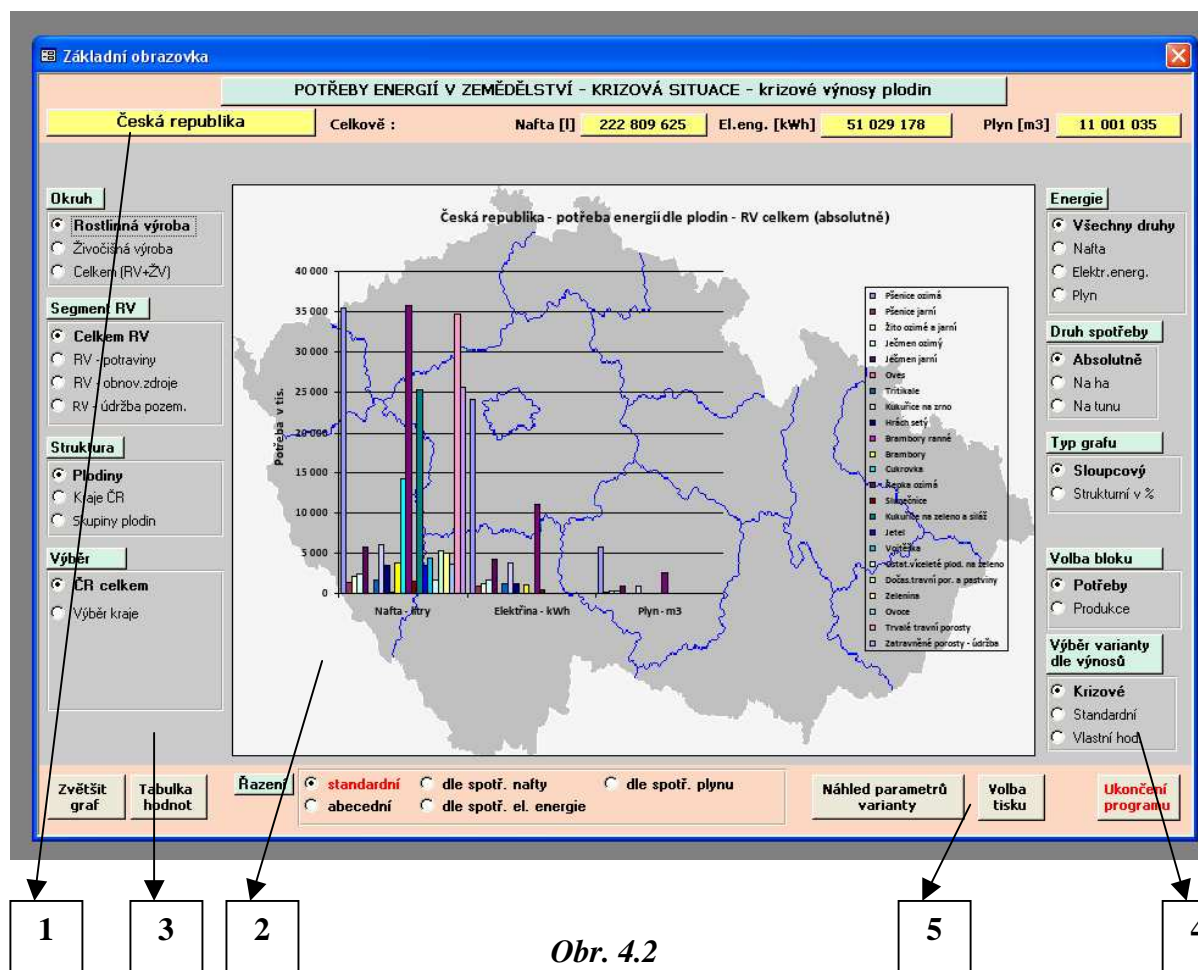 Základní obrazovka
POTŘEBY ENERGIÍ V ZEMĚDĚLSTVÍ - KRIZOVÁ SITUACE - krizové výnosy plodin
Česká republika Celkově : Nafta [l] 222 809 625 El.eng. [kWh] 51 029 178 Plyn [m3] 11 001 035
Okruh
Rostlinná výroba
Živočišná výroba
Celkem (RV+ŽV)
Segment RV
Celkem RV
RV - potraviny
RV - obnov.zdroje
RV - údržba pozem.
Struktura
Plodiny
Kraje ČR
Skupiny plodin
Výběr
ČR celkem
Výběr kraje
Česká republika - potřeba energií dle plodin - RV celkem (absolutně)
Potřeba v tis.
40 000
35 000
30 000
25 000
20 000
15 000
10 000
5 000
0
Nafta - litry Elektřina - kWh Plyn - m3
Pšenice ozimá
Pšenice jarní
Žito ozimé a jarní
Ječmen ozimý
Ječmen jarní
Oves
Tritikale
Kukuřice na zrno
Hrách setý
Brambory ranné
Brambory
Cukrovka
Řepka ozimá
Slunečnice
Kukuřice na zeleno a siláž
Jetel
Vojtěška
Ostat.víceleté plod. na zeleno
Dočas.travní por. a pastviny
Zelenina
Ovoce
Trvalé travní porosty
Zatravněné porosty - údržba
Energie
Všechny druhy
Nafta
Elektr.energ.
Plyn
Druh spotřeby
Absolutně
Na ha
Na tunu
Typ grafu
Sloupcový
Strukturní v %
Volba bloku
Potřeby
Produkce
Výběr varianty
dle výnosů
Krizové
Standardní
Vlastní hod.
Zvětšit
graf
Tabulka
hodnot
Řazení
standardní dle spotř. nafty dle spotř. plynu
abecední dle spotř. el. energie
Náhled parametrů
varianty
Volba
tisku
Ukončení
programu
1 3 2 5 4
Obr. 4.2